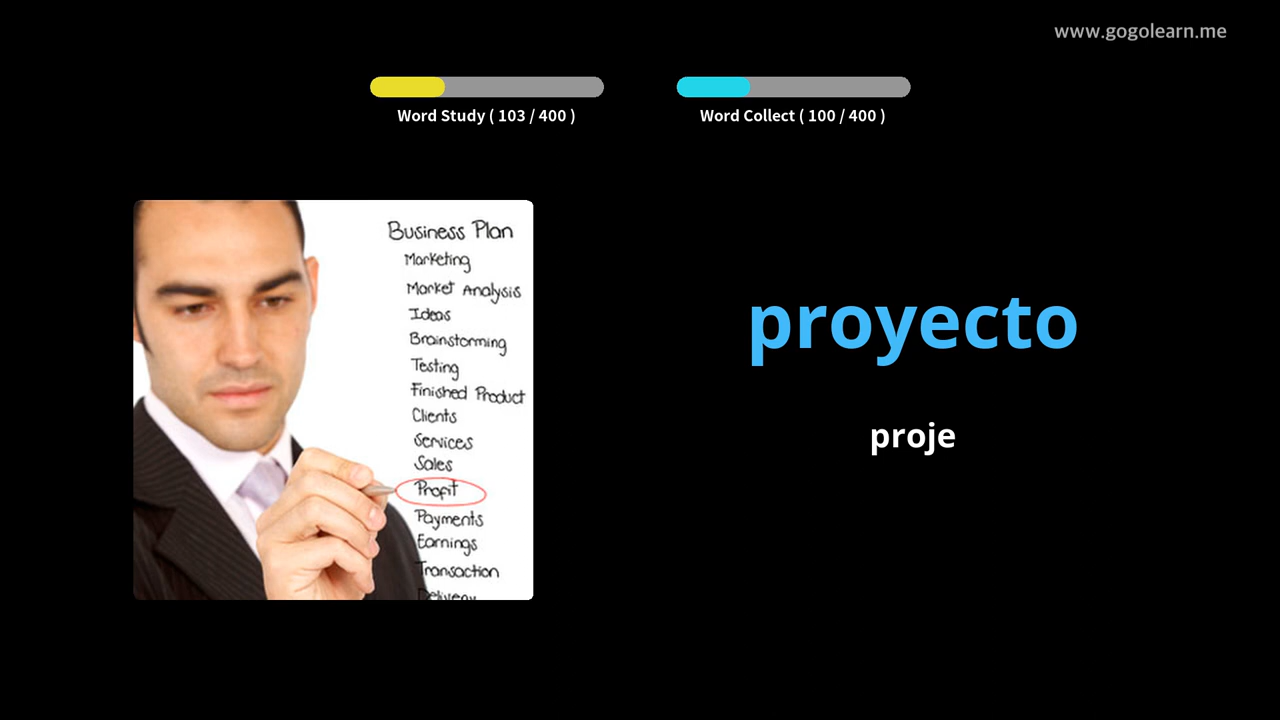 www.gogolearn.me
Word Study ( 103 / 400 )
Word Collect ( 100 / 400 )
Business Plan
Marketing
Market Analysis
Ideas
Brainstorming
Testing
Finished Product
Clients
Services
Sales
Profit
Payments
Earnings
Transaction
Delivery
proyecto
proje